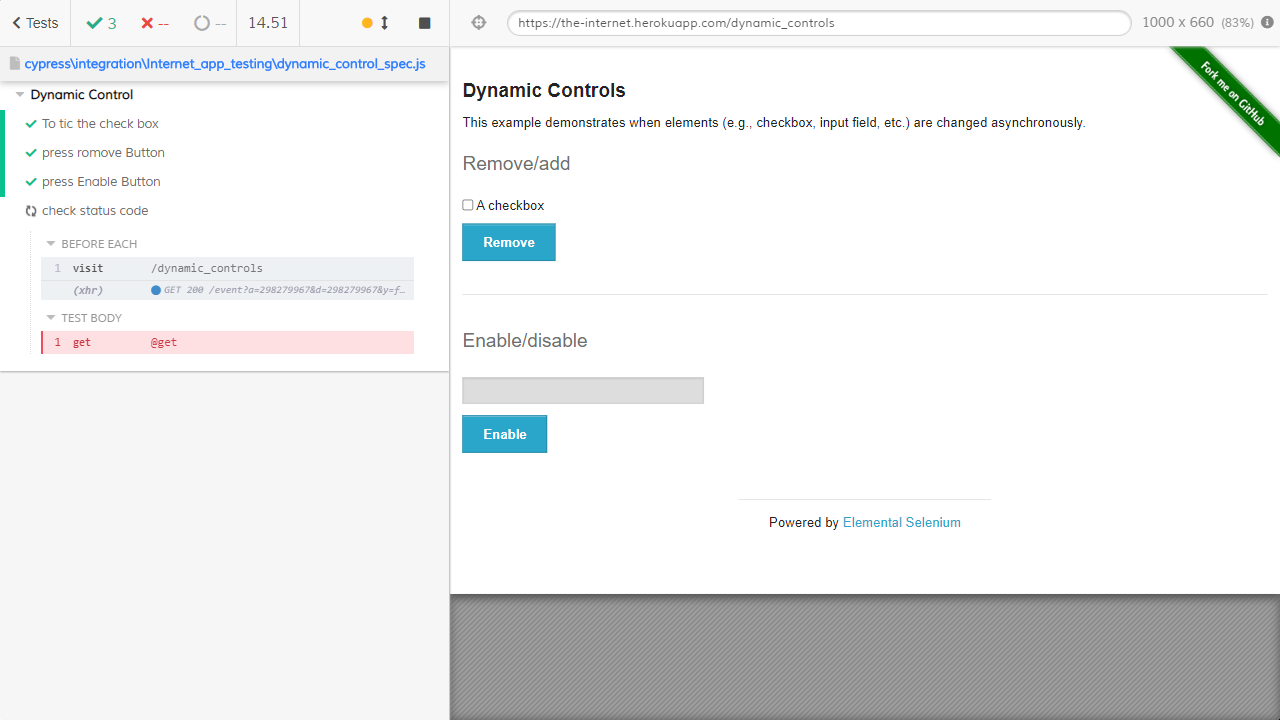 Tests 3 -- -- 14.51
https://the-internet.herokuapp.com/dynamic_controls 1000 x 660 (83%)
cypress\integration\Internet_app_testing\dynamic_control_spec.js
Dynamic Control
To tic the check box
press romove Button
press Enable Button
check status code
BEFORE EACH
1 visit /dynamic_controls
(xhr) GET 200 /event?a=298279967&d=298279967&y=f…
TEST BODY
1 get @get
Dynamic Controls
This example demonstrates when elements (e.g., checkbox, input field, etc.) are changed asynchronously.
Remove/add
A checkbox
Remove
Enable/disable
Enable
Powered by Elemental Selenium
Fork me on GitHub